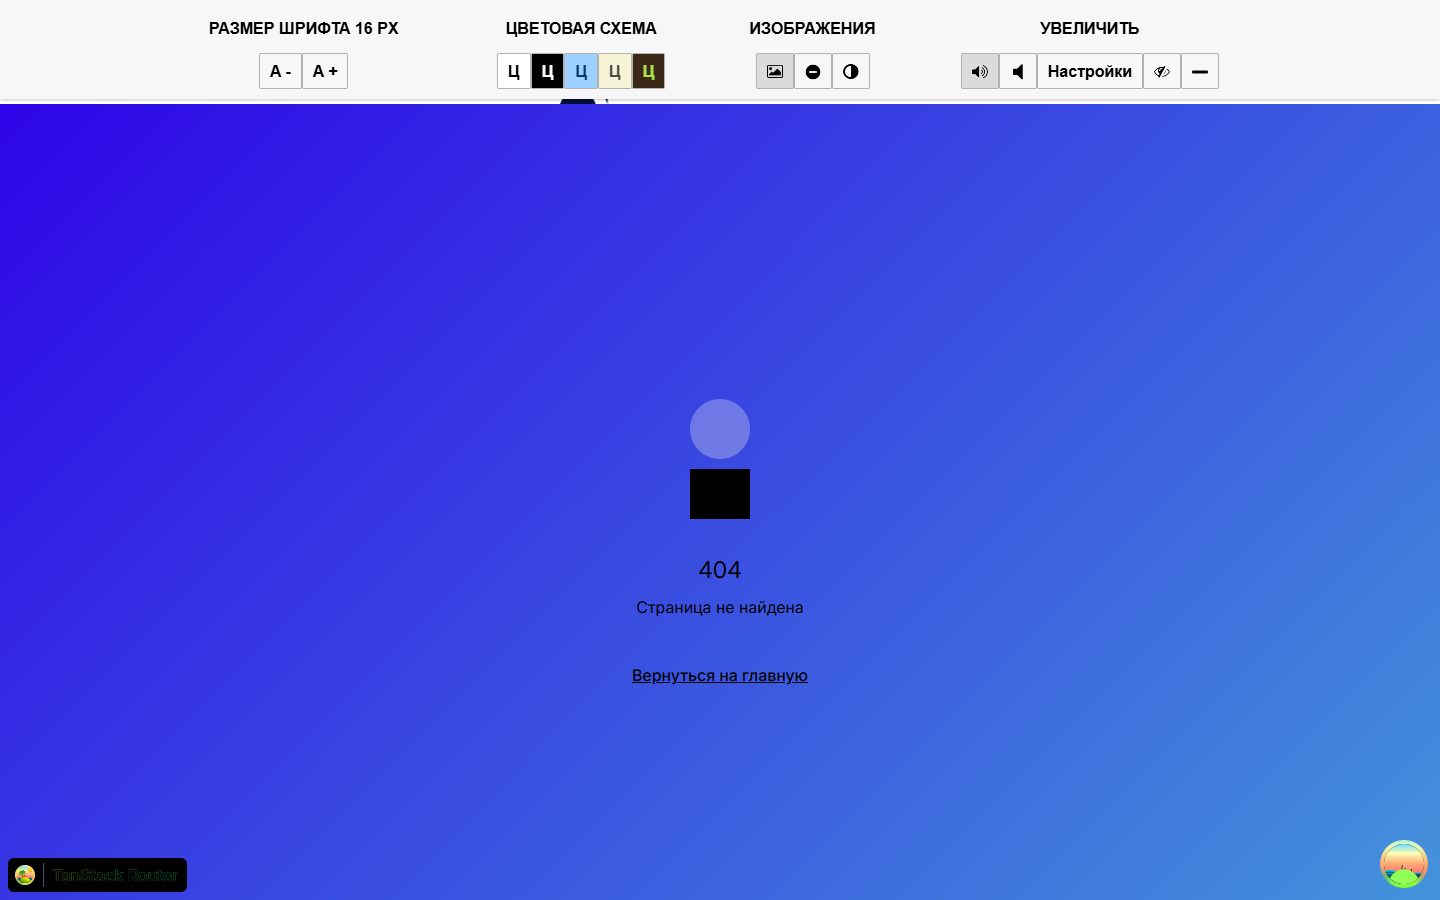 РАЗМЕР ШРИФТА 16 PX
ЦВЕТОВАЯ СХЕМА
ИЗОБРАЖЕНИЯ
УВЕЛИЧИТЬ
А - А +
Ц Ц Ц Ц Ц
Настройки
404
Страница не найдена
Вернуться на главную
TanStack Router